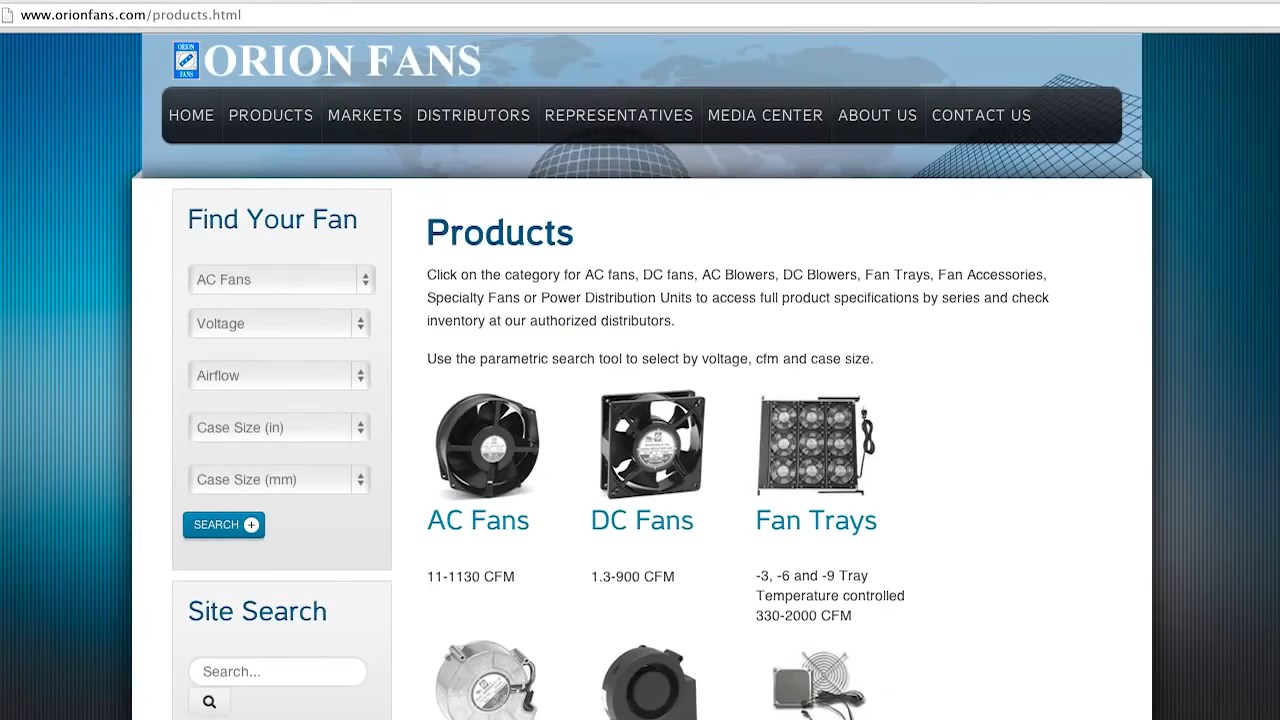 www.orionfans.com/products.html
ORION
FANS
ORION FANS
HOME PRODUCTS MARKETS DISTRIBUTORS REPRESENTATIVES MEDIA CENTER ABOUT US CONTACT US
Find Your Fan
AC Fans
Voltage
Airflow
Case Size (in)
Case Size (mm)
SEARCH
Site Search
Search...
Products
Click on the category for AC fans, DC fans, AC Blowers, DC Blowers, Fan Trays, Fan Accessories,
Specialty Fans or Power Distribution Units to access full product specifications by series and check
inventory at our authorized distributors.
Use the parametric search tool to select by voltage, cfm and case size.
AC Fans
11-1130 CFM
DC Fans
1.3-900 CFM
Fan Trays
-3, -6 and -9 Tray
Temperature controlled
330-2000 CFM